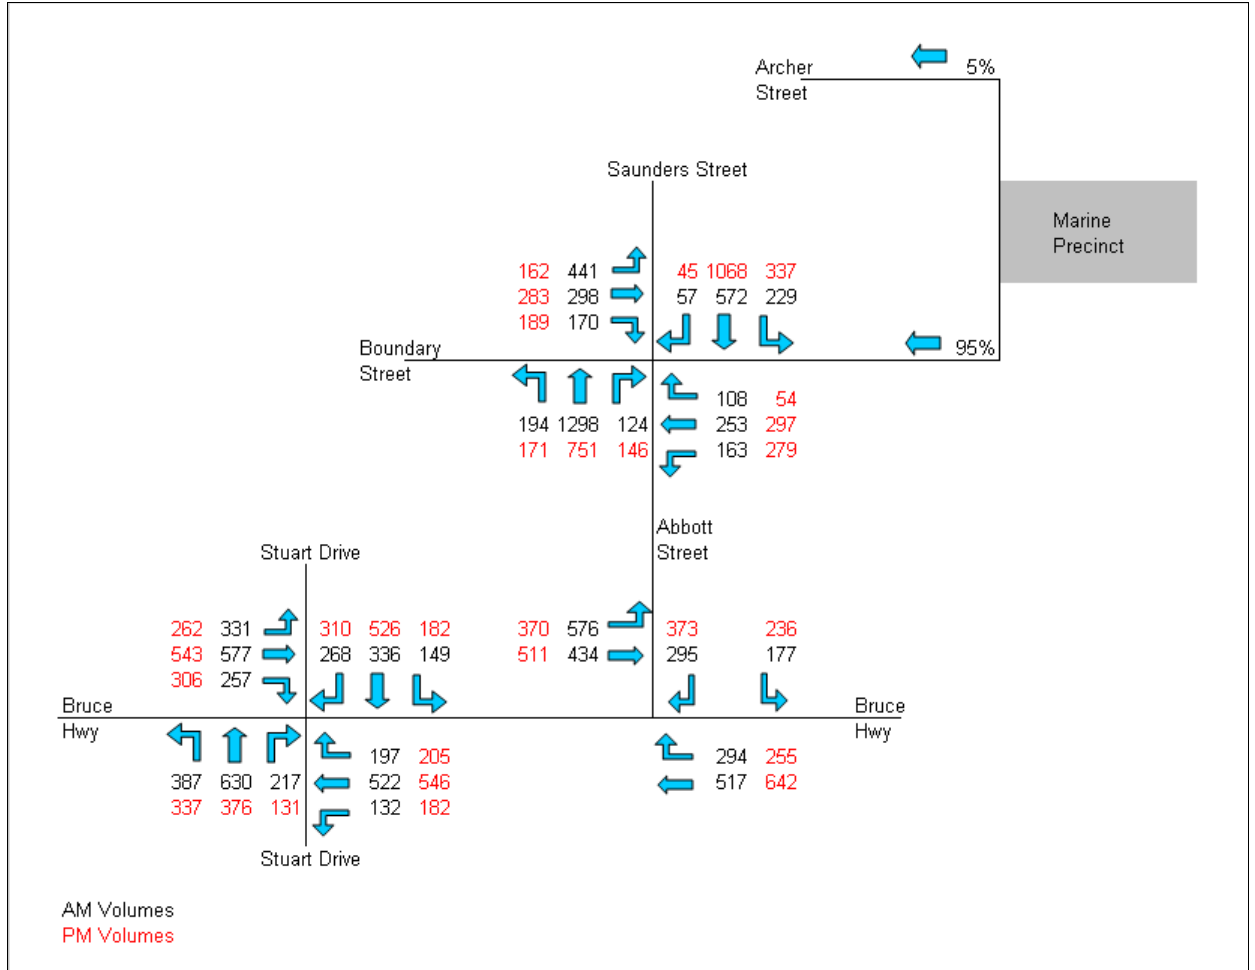 Archer
Street
5%
Saunders Street
Marine
Precinct
162 441
283 298
189 170
45 1068 337
57 572 229
Boundary
Street
95%
194 1298 124
171 751 146
108 54
253 297
163 279
Abbott
Street
Stuart Drive
262 331
543 577
306 257
310 526 182
268 336 149
370 576
511 434
373 236
295 177
Bruce
Hwy
Bruce
Hwy
387 630 217
337 376 131
197 205
522 546
132 182
294 255
517 642
Stuart Drive
AM Volumes
PM Volumes